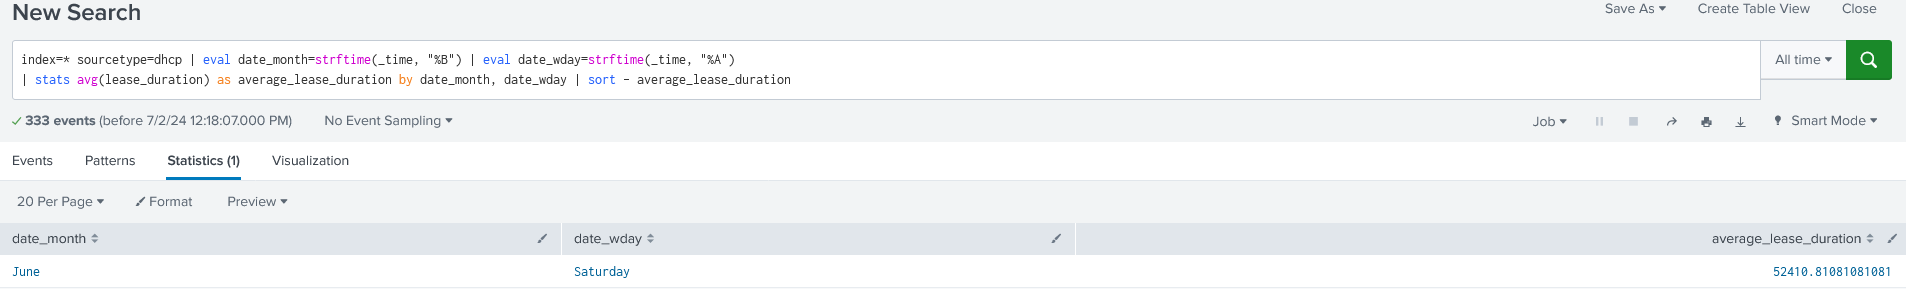 New Search
Save As Create Table View Close
index=* sourcetype=dhcp | eval date_month=strftime(_time, "%B") | eval date_wday=strftime(_time, "%A")
| stats avg(lease_duration) as average_lease_duration by date_month, date_wday | sort - average_lease_duration
All time
333 events (before 7/2/24 12:18:07.000 PM) No Event Sampling
Job Smart Mode
Events Patterns Statistics (1) Visualization
20 Per Page Format Preview
date_month date_wday average_lease_duration
June Saturday 52410.81081081081